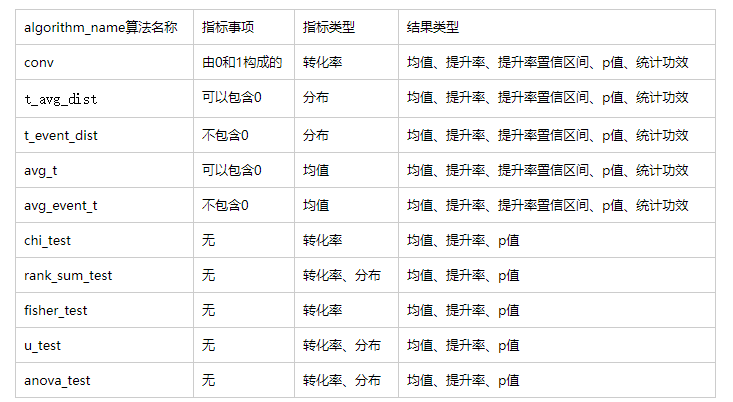 algorithm_name算法名称 指标事项 指标类型 结果类型
conv 由0和1构成的 转化率 均值、提升率、提升率置信区间、p值、统计功效
t_avg_dist 可以包含0 分布 均值、提升率、提升率置信区间、p值、统计功效
t_event_dist 不包含0 分布 均值、提升率、提升率置信区间、p值、统计功效
avg_t 可以包含0 均值 均值、提升率、提升率置信区间、p值、统计功效
avg_event_t 不包含0 均值 均值、提升率、提升率置信区间、p值、统计功效
chi_test 无 转化率 均值、提升率、p值
rank_sum_test 无 转化率、分布 均值、提升率、p值
fisher_test 无 转化率 均值、提升率、p值
u_test 无 转化率、分布 均值、提升率、p值
anova_test 无 转化率、分布 均值、提升率、p值